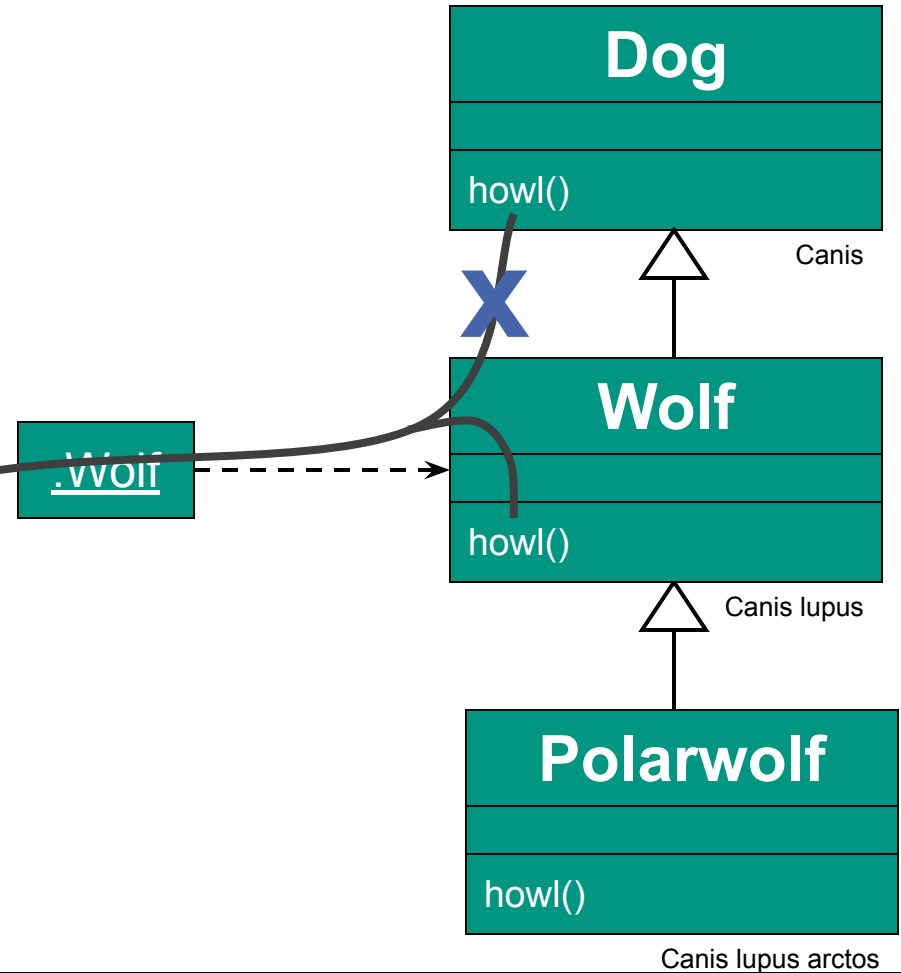 Dog
howl()
Canis
X
Wolf
.Wolf
howl()
Canis lupus
Polarwolf
howl()
Canis lupus arctos